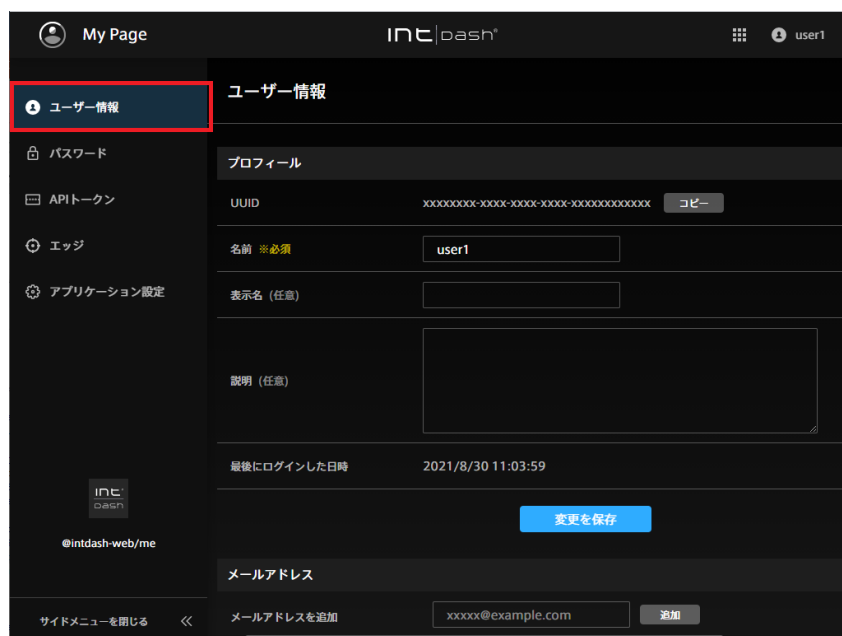 My Page
INT|DASH®
user1
ユーザー情報
パスワード
APIトークン
エッジ
アプリケーション設定
INT
DASH
@intdash-web/me
サイドメニューを閉じる
ユーザー情報
プロフィール
UUID xxxxxxxx-xxxx-xxxx-xxxx-xxxxxxxxxxxx コピー
名前 ※必須 user1
表示名 (任意)
説明 (任意)
最後にログインした日時 2021/8/30 11:03:59
変更を保存
メールアドレス
メールアドレスを追加 xxxxx@example.com 追加